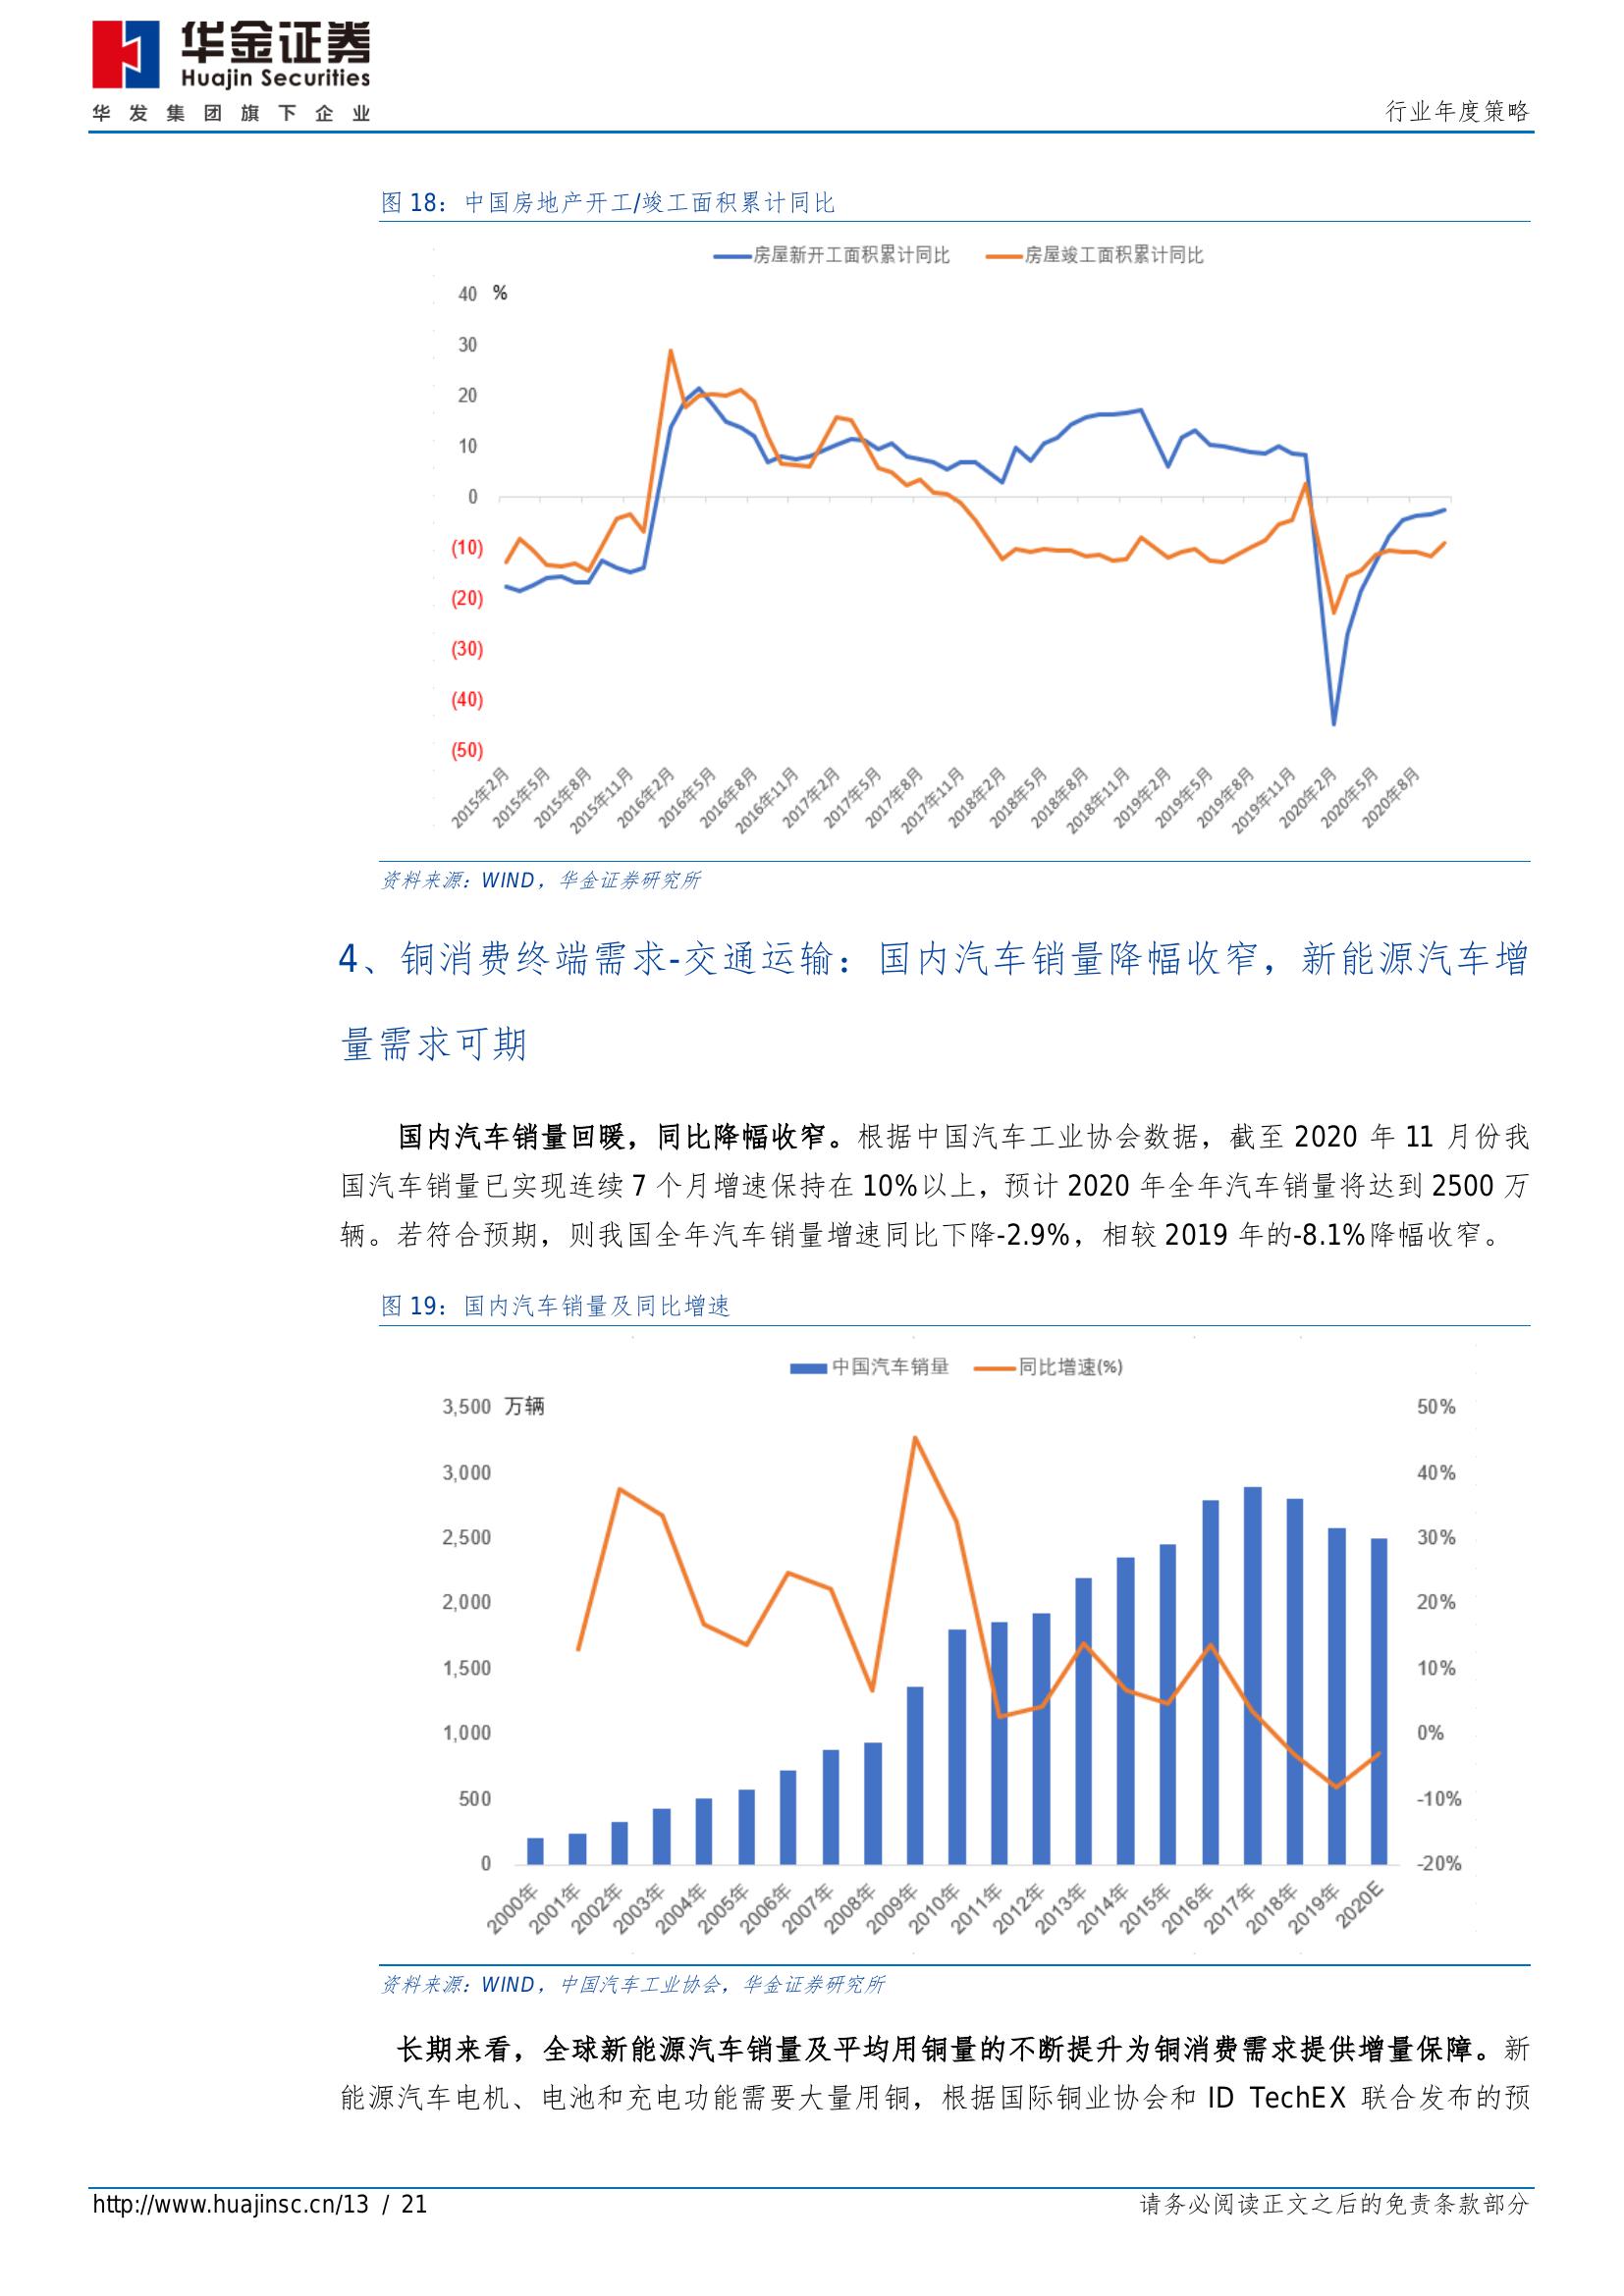 华金证券
Huajin Securities
华发集团旗下企业
行业年度策略
图 18：中国房地产开工/竣工面积累计同比
房屋新开工面积累计同比 房屋竣工面积累计同比
40 %
30
20
10
0
(10)
(20)
(30)
(40)
(50)
2015年2月 2015年5月 2015年8月 2015年11月 2016年2月 2016年5月 2016年8月 2016年11月 2017年2月 2017年5月 2017年8月 2017年11月 2018年2月 2018年5月 2018年8月 2018年11月 2019年2月 2019年5月 2019年8月 2019年11月 2020年2月 2020年5月 2020年8月
资料来源：WIND，华金证券研究所
4、铜消费终端需求-交通运输：国内汽车销量降幅收窄，新能源汽车增
量需求可期
国内汽车销量回暖，同比降幅收窄。根据中国汽车工业协会数据，截至 2020 年 11 月份我
国汽车销量已实现连续 7 个月增速保持在 10%以上，预计 2020 年全年汽车销量将达到 2500 万
辆。若符合预期，则我国全年汽车销量增速同比下降-2.9%，相较 2019 年的-8.1%降幅收窄。
图 19：国内汽车销量及同比增速
中国汽车销量 同比增速(%)
3,500 万辆 50%
3,000 40%
2,500 30%
2,000 20%
1,500 10%
1,000 0%
500 -10%
0 -20%
2000年 2001年 2002年 2003年 2004年 2005年 2006年 2007年 2008年 2009年 2010年 2011年 2012年 2013年 2014年 2015年 2016年 2017年 2018年 2019年 2020E
资料来源：WIND，中国汽车工业协会，华金证券研究所
长期来看，全球新能源汽车销量及平均用铜量的不断提升为铜消费需求提供增量保障。新
能源汽车电机、电池和充电功能需要大量用铜，根据国际铜业协会和 ID TechEX 联合发布的预
http://www.huajinsc.cn/13 / 21
请务必阅读正文之后的免责条款部分